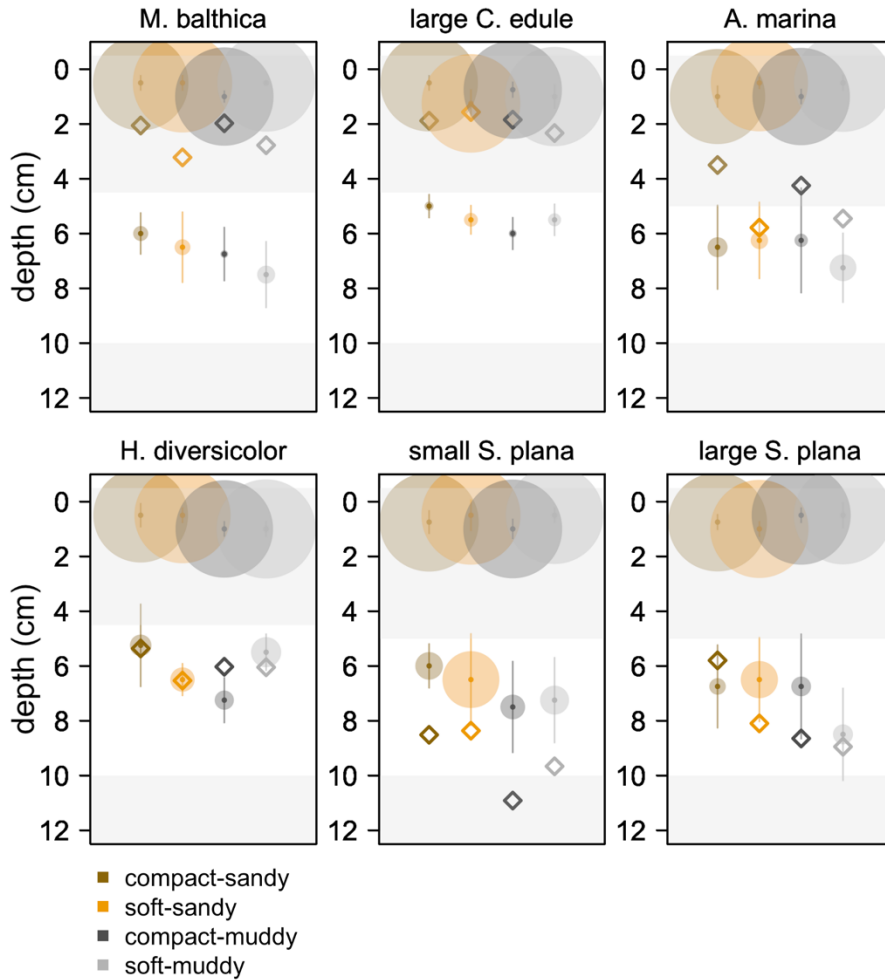 M. balthica large C. edule A. marina
0 0 0
2 2 2
4 4 4
6 6 6
8 8 8
10 10 10
12 12 12
depth (cm)
H. diversicolor small S. plana large S. plana
0 0 0
2 2 2
4 4 4
6 6 6
8 8 8
10 10 10
12 12 12
depth (cm)
compact-sandy
soft-sandy
compact-muddy
soft-muddy